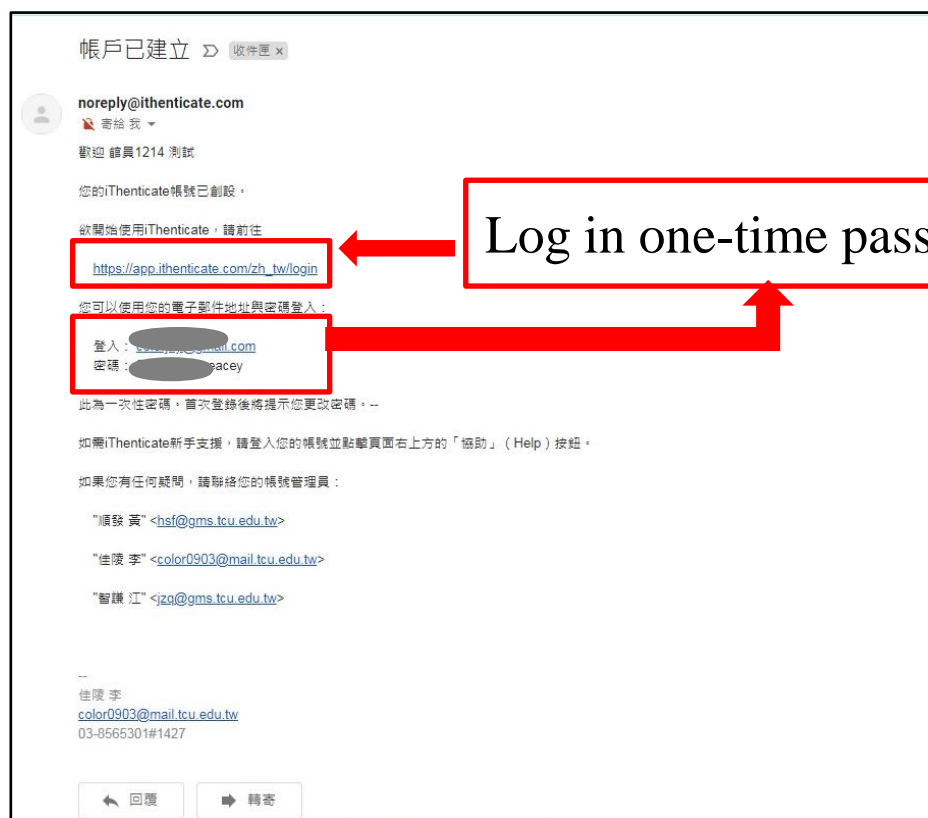 帳戶已建立 收件匣 x
noreply@ithenticate.com
寄給 我
歡迎 館員1214 測試
您的iThenticate帳號已創設。
欲開始使用iThenticate，請前往
Log in one-time pass
https://app.ithenticate.com/zh_tw/login
您可以使用您的電子郵件地址與密碼登入：
登入： @gmail.com
密碼： eacey
此為一次性密碼。首次登錄後將提示您更改密碼。--
如需iThenticate新手支援，請登入您的帳號並點擊頁面右上方的「協助」（Help）按鈕。
如果您有任何疑問，請聯絡您的帳號管理員：
"順發 黃" <hsf@gms.tcu.edu.tw>
"佳陵 李" <color0903@mail.tcu.edu.tw>
"智謙 江" <jzq@gms.tcu.edu.tw>
--
佳陵 李
color0903@mail.tcu.edu.tw
03-8565301#1427
回覆 轉寄